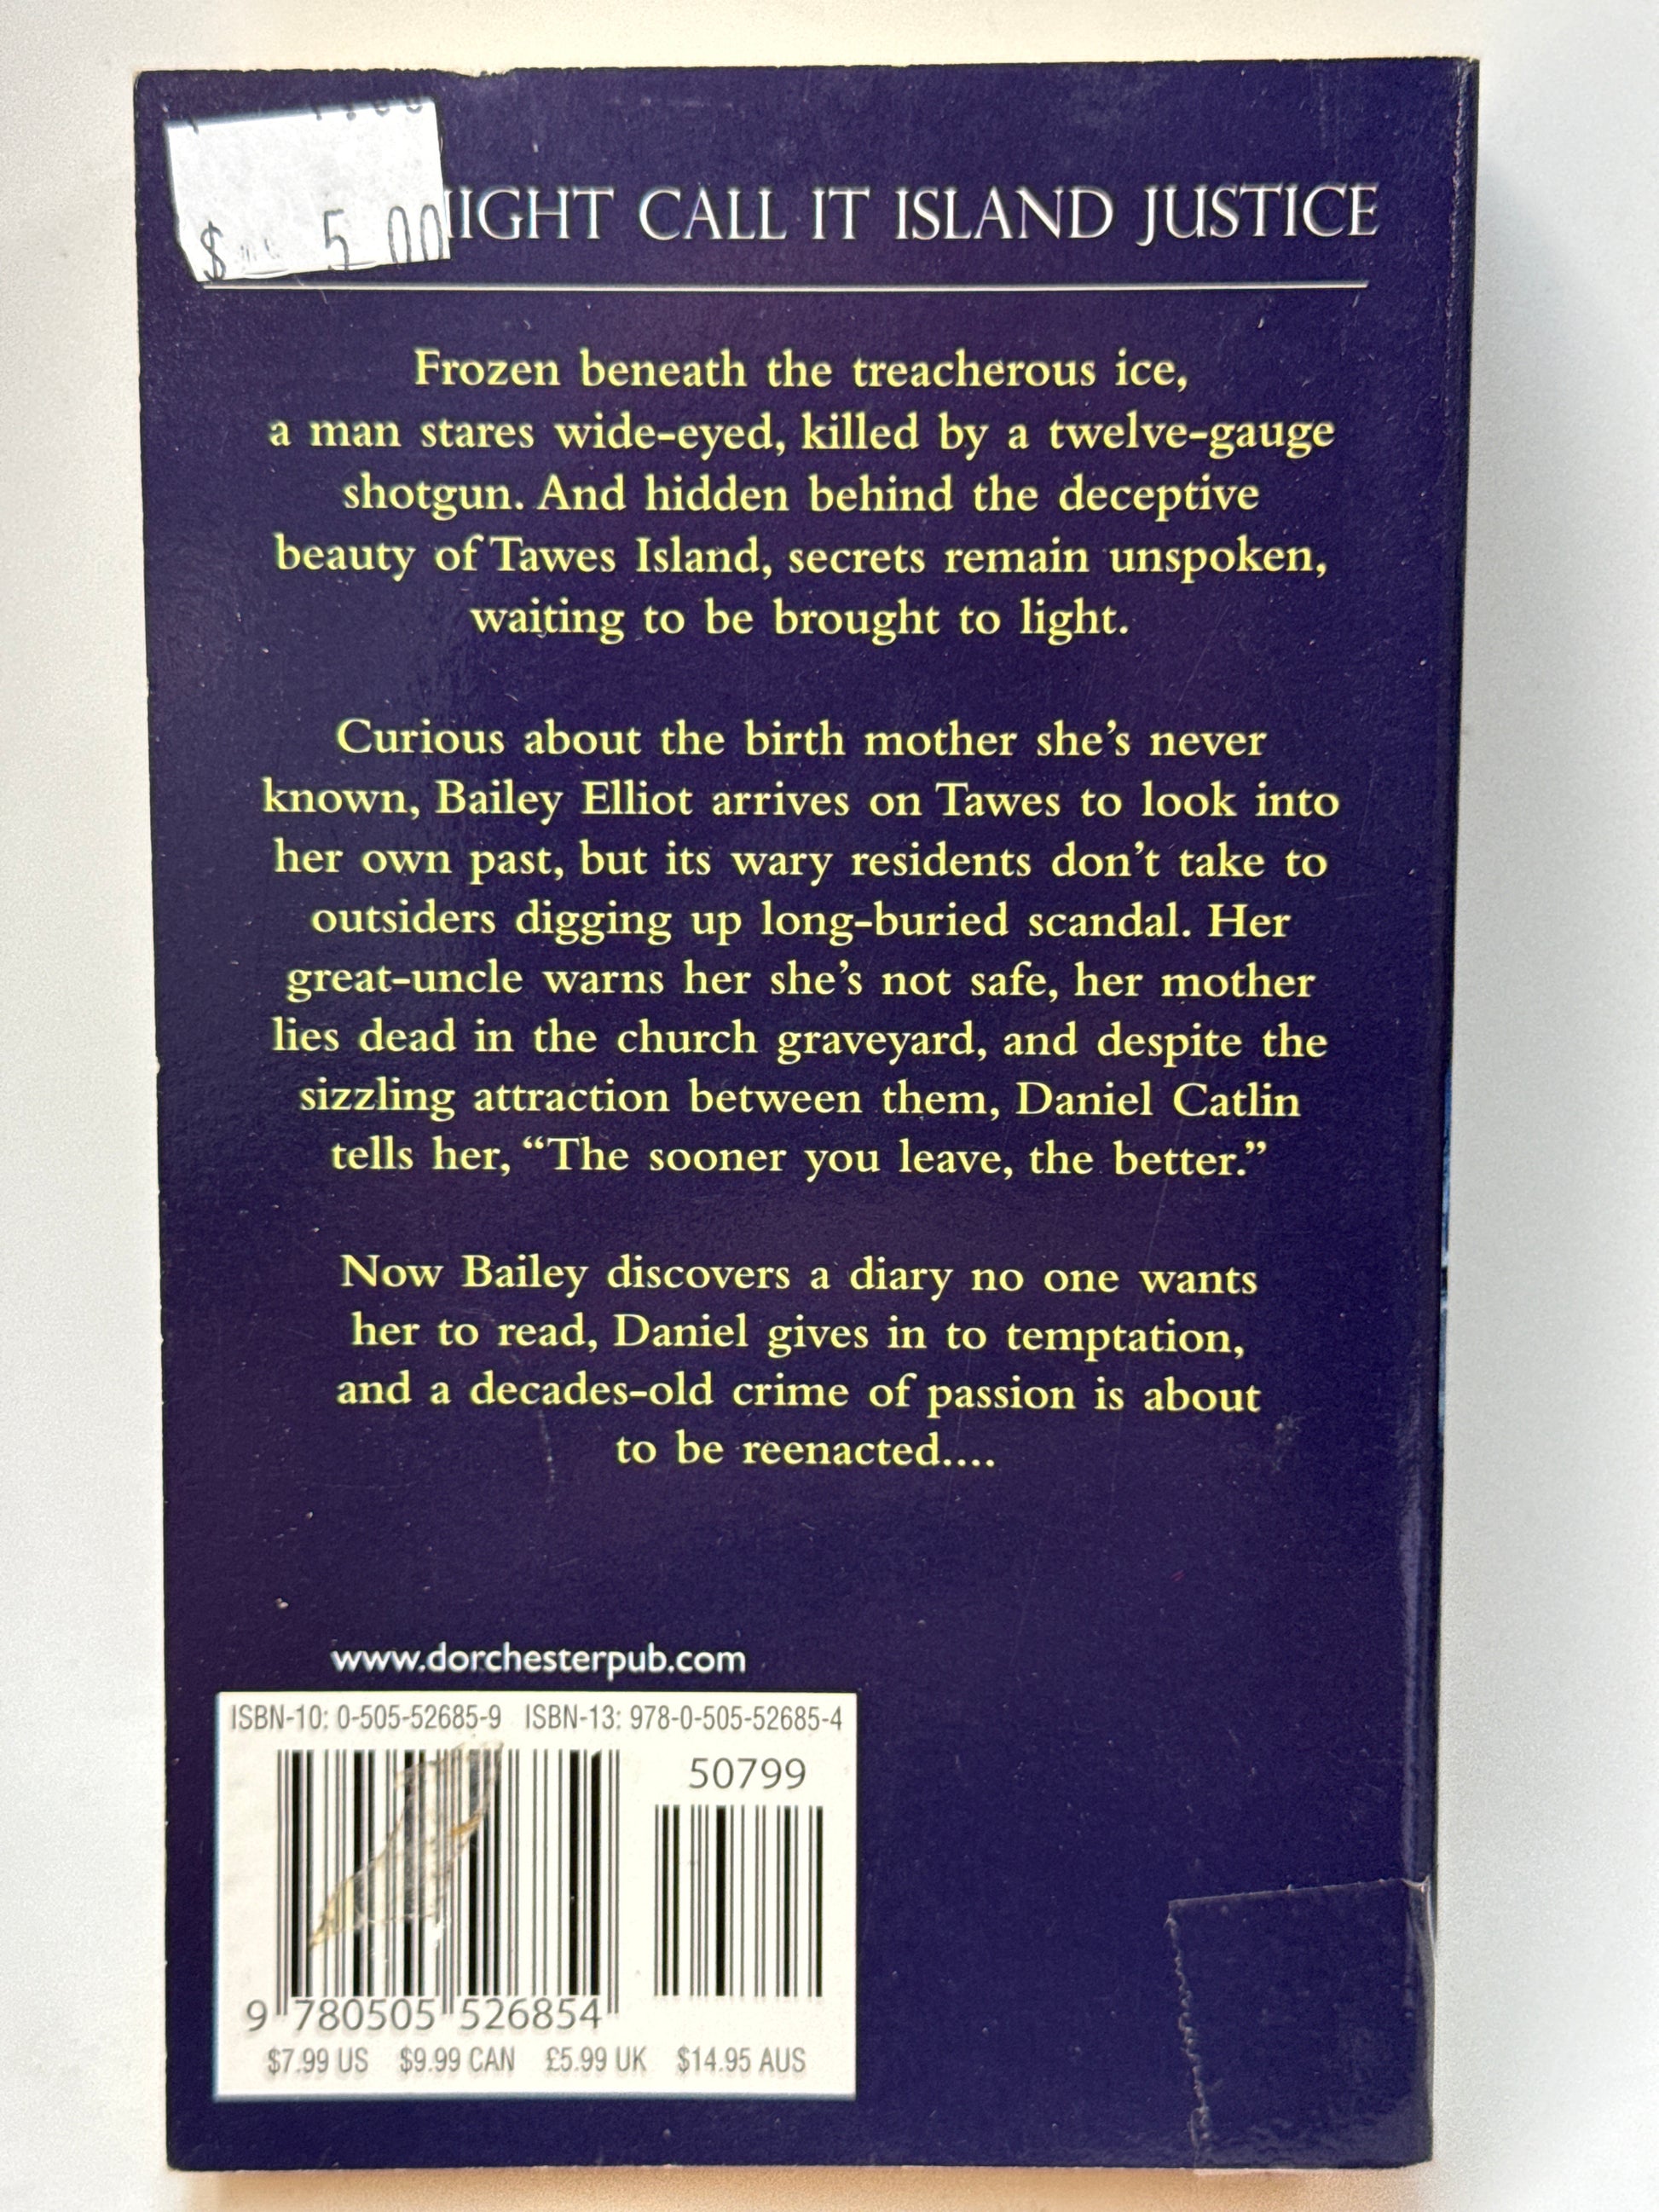 $ 5.00
IGHT CALL IT ISLAND JUSTICE
Frozen beneath the treacherous ice,
a man stares wide-eyed, killed by a twelve-gauge
shotgun. And hidden behind the deceptive
beauty of Tawes Island, secrets remain unspoken,
waiting to be brought to light.
Curious about the birth mother she's never
known, Bailey Elliot arrives on Tawes to look into
her own past, but its wary residents don't take to
outsiders digging up long-buried scandal. Her
great-uncle warns her she's not safe, her mother
lies dead in the church graveyard, and despite the
sizzling attraction between them, Daniel Catlin
tells her, “The sooner you leave, the better.”
Now Bailey discovers a diary no one wants
her to read, Daniel gives in to temptation,
and a decades-old crime of passion is about
to be reenacted....
www.dorchesterpub.com
ISBN-10: 0-505-52685-9 ISBN-13: 978-0-505-52685-4
50799
9 780505 526854
$7.99 US $9.99 CAN £5.99 UK $14.95 AUS